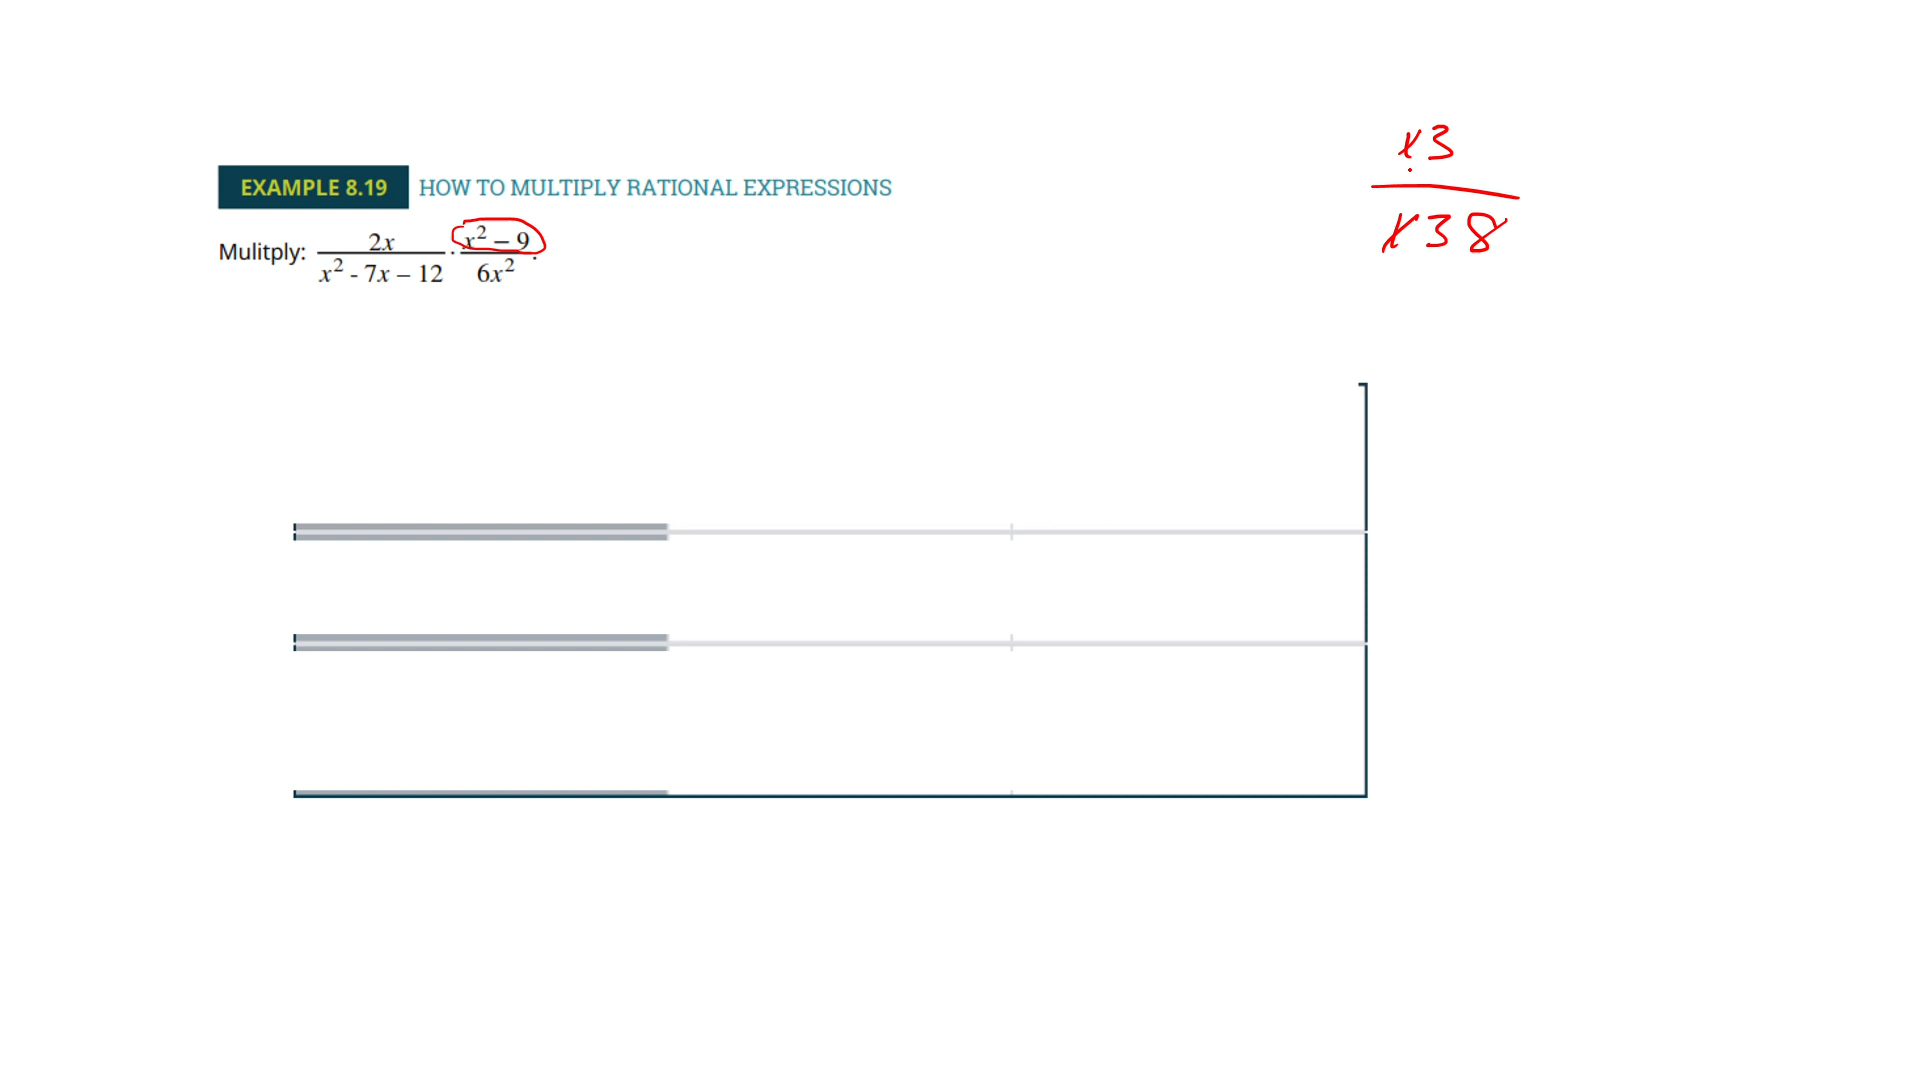 EXAMPLE 8.19 HOW TO MULTIPLY RATIONAL EXPRESSIONS
Mulitply: 2x / x² - 7x – 12 · x² – 9 / 6x².
x3
x38